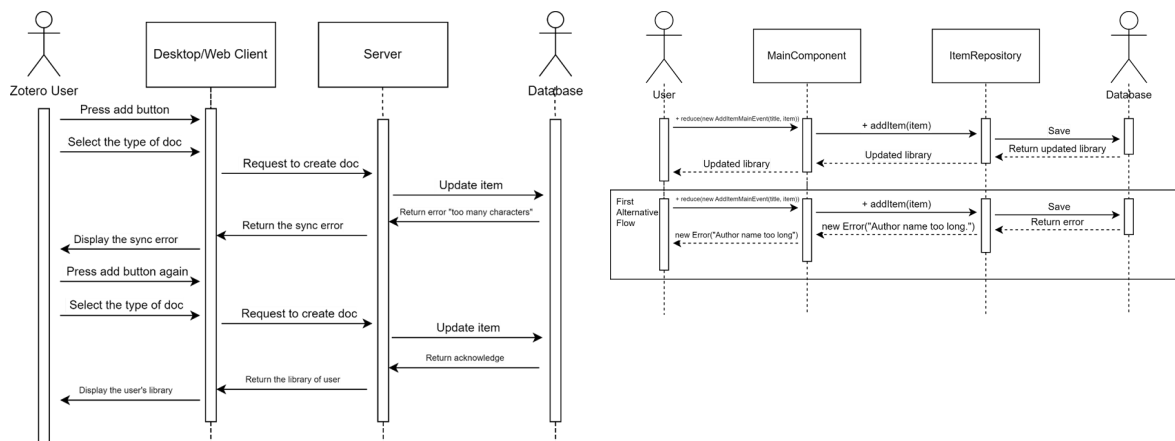 Desktop/Web Client
Server
Zotero User
Database
Press add button
Select the type of doc
Request to create doc
Update item
Return error "too many characters"
Return the sync error
Display the sync error
Press add button again
Select the type of doc
Request to create doc
Update item
Return acknowledge
Return the library of user
Display the user's library
MainComponent
ItemRepository
User
Database
+ reduce(new AddItemMainEvent(title, item))
+ addItem(item)
Save
Return updated library
Updated library
Updated library
First
Alternative
Flow
+ reduce(new AddItemMainEvent(title, item))
+ addItem(item)
Save
Return error
new Error("Author name too long.")
new Error("Author name too long")